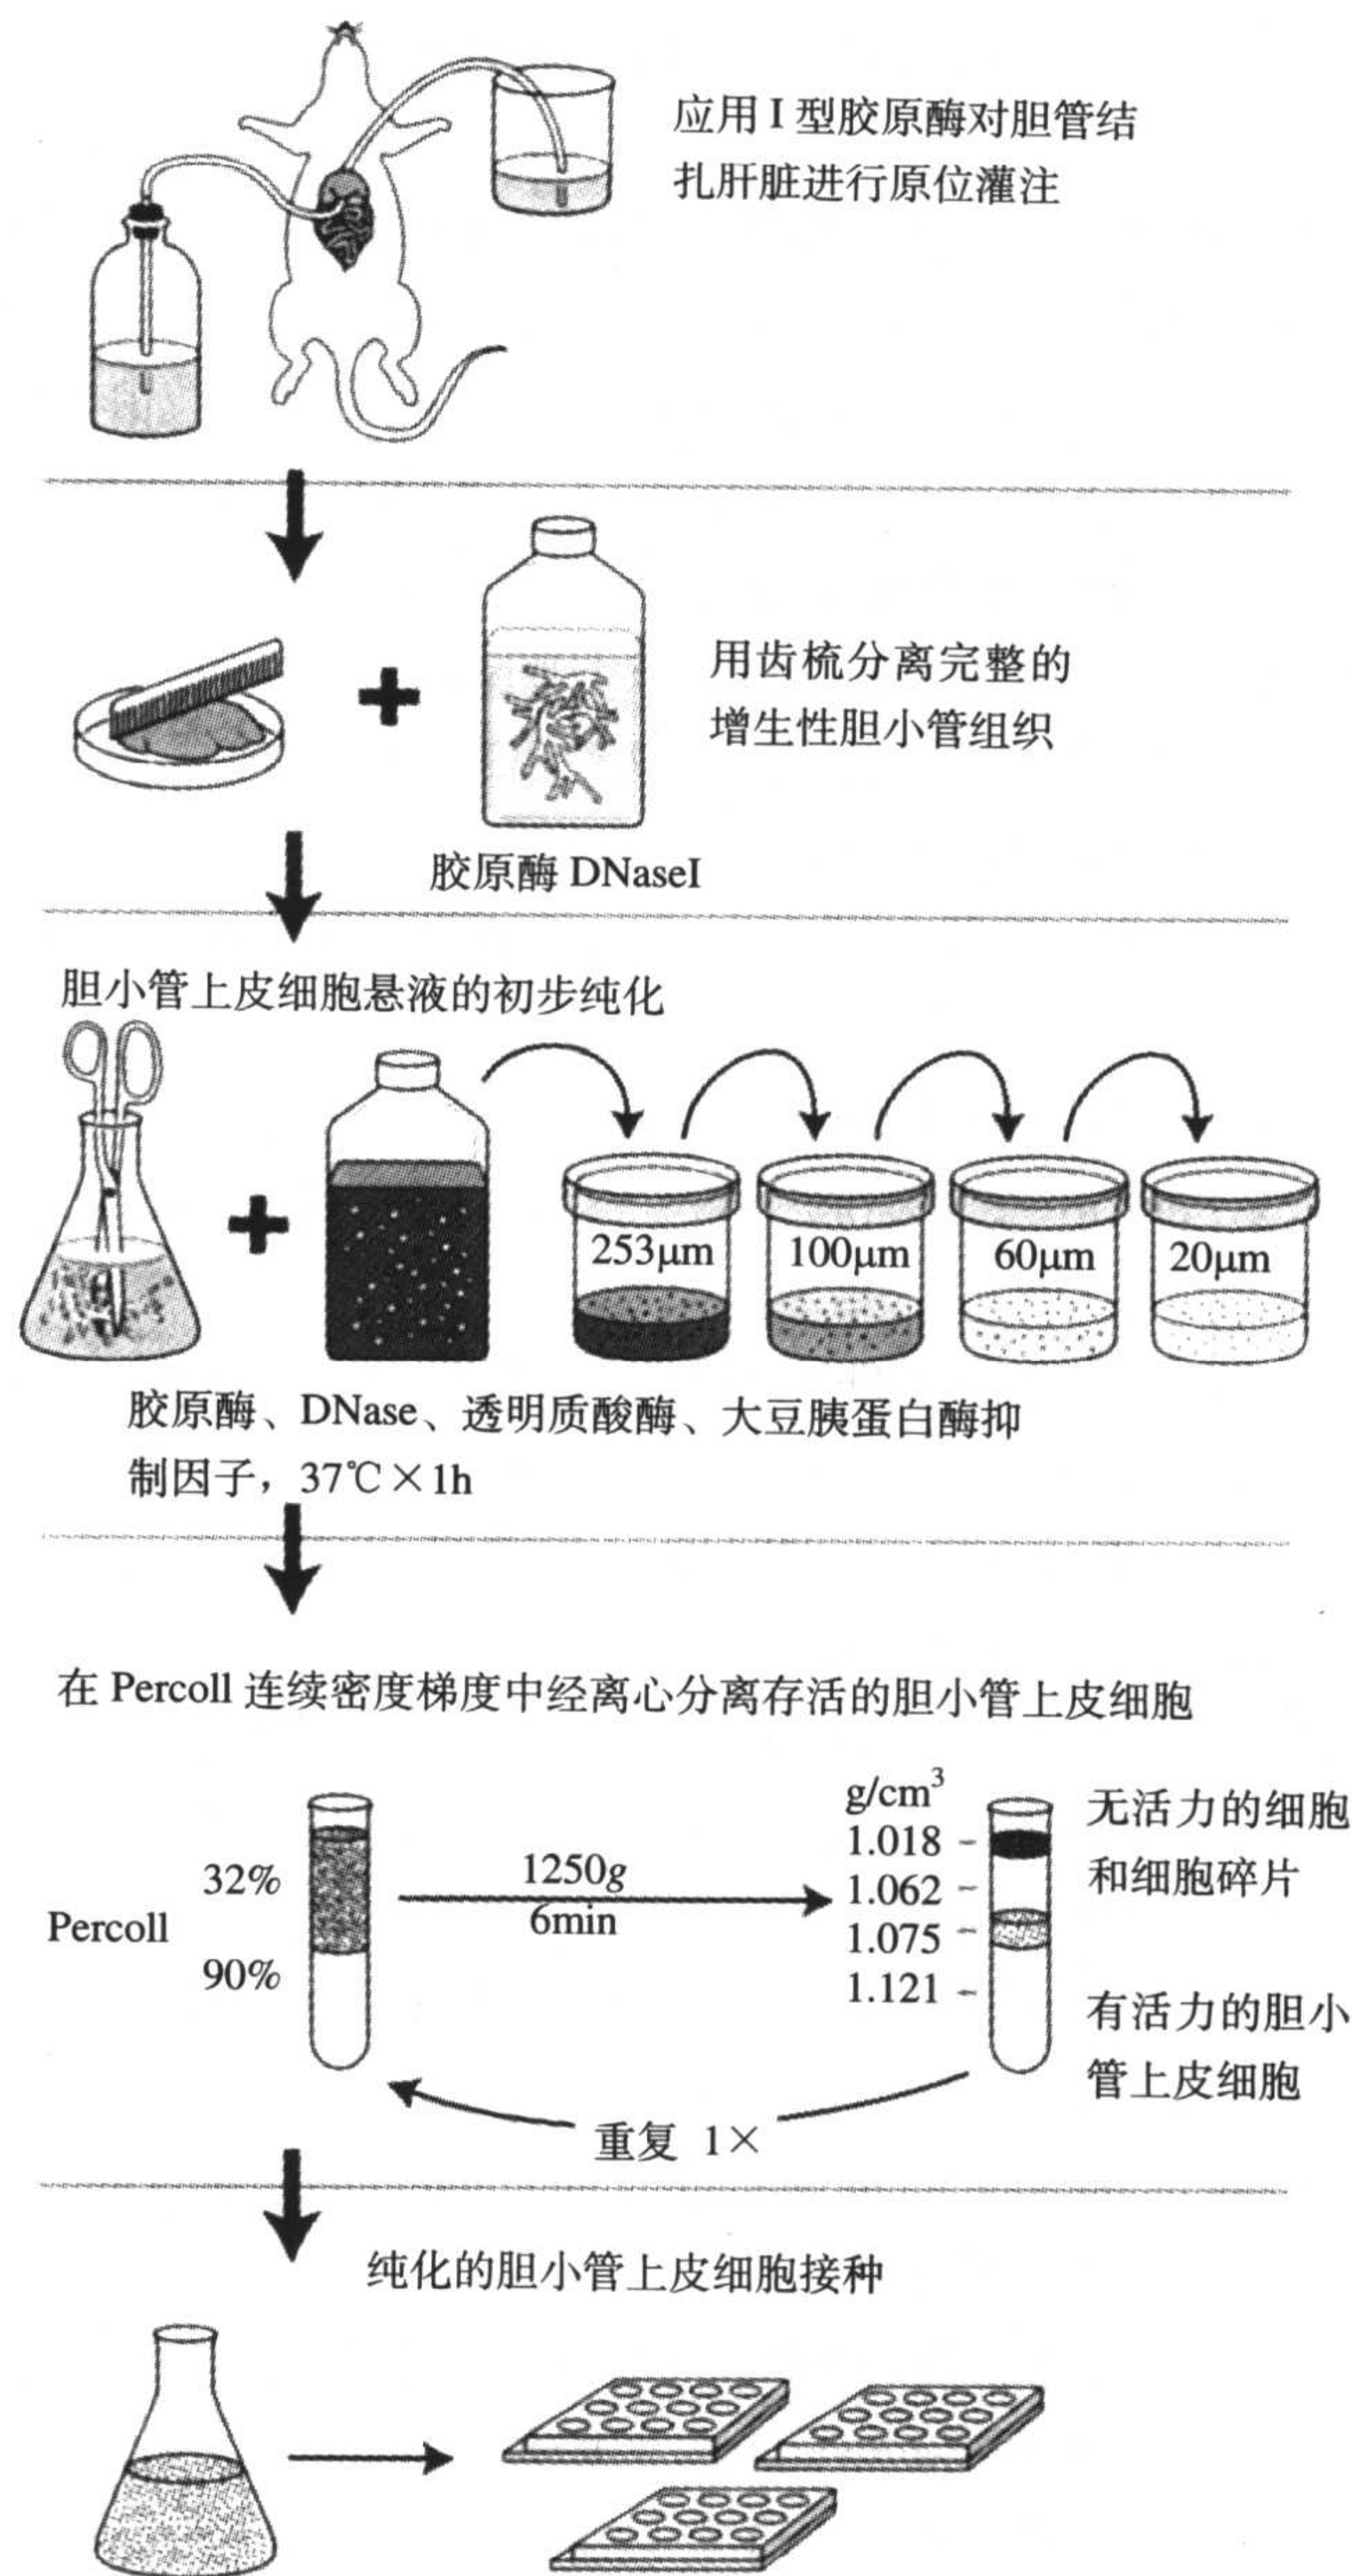 应用 I 型胶原酶对胆管结
扎肝脏进行原位灌注
用齿梳分离完整的
增生性胆小管组织
胶原酶 DNaseI
胆小管上皮细胞悬液的初步纯化
253μm
100μm
60μm
20μm
胶原酶、DNase、透明质酸酶、大豆胰蛋白酶抑
制因子，37℃×1h
在 Percoll 连续密度梯度中经离心分离存活的胆小管上皮细胞
Percoll
32%
90%
1250g
6min
g/cm³
1.018
1.062
1.075
1.121
无活力的细胞
和细胞碎片
有活力的胆小
管上皮细胞
重复 1×
纯化的胆小管上皮细胞接种